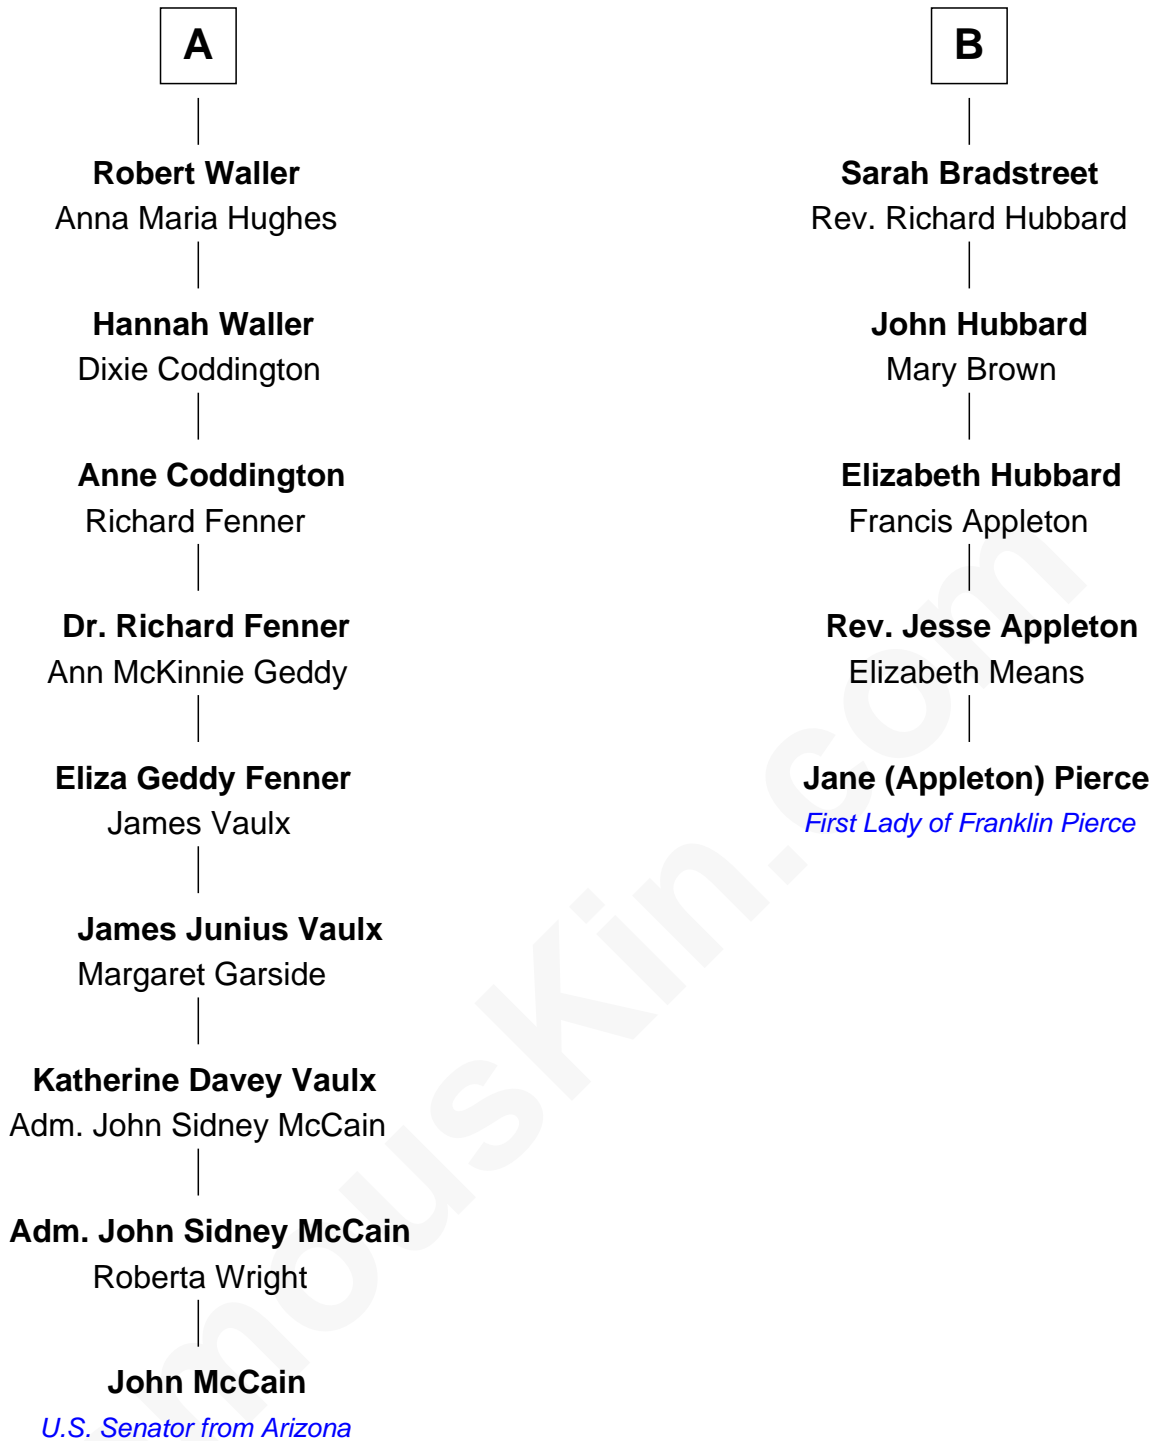 A
Robert Waller
Anna Maria Hughes
Hannah Waller
Dixie Coddington
Anne Coddington
Richard Fenner
Dr. Richard Fenner
Ann McKinnie Geddy
Eliza Geddy Fenner
James Vaulx
James Junius Vaulx
Margaret Garside
Katherine Davey Vaulx
Adm. John Sidney McCain
Adm. John Sidney McCain
Roberta Wright
John McCain
U.S. Senator from Arizona
B
Sarah Bradstreet
Rev. Richard Hubbard
John Hubbard
Mary Brown
Elizabeth Hubbard
Francis Appleton
Rev. Jesse Appleton
Elizabeth Means
Jane (Appleton) Pierce
First Lady of Franklin Pierce
mouskin.com